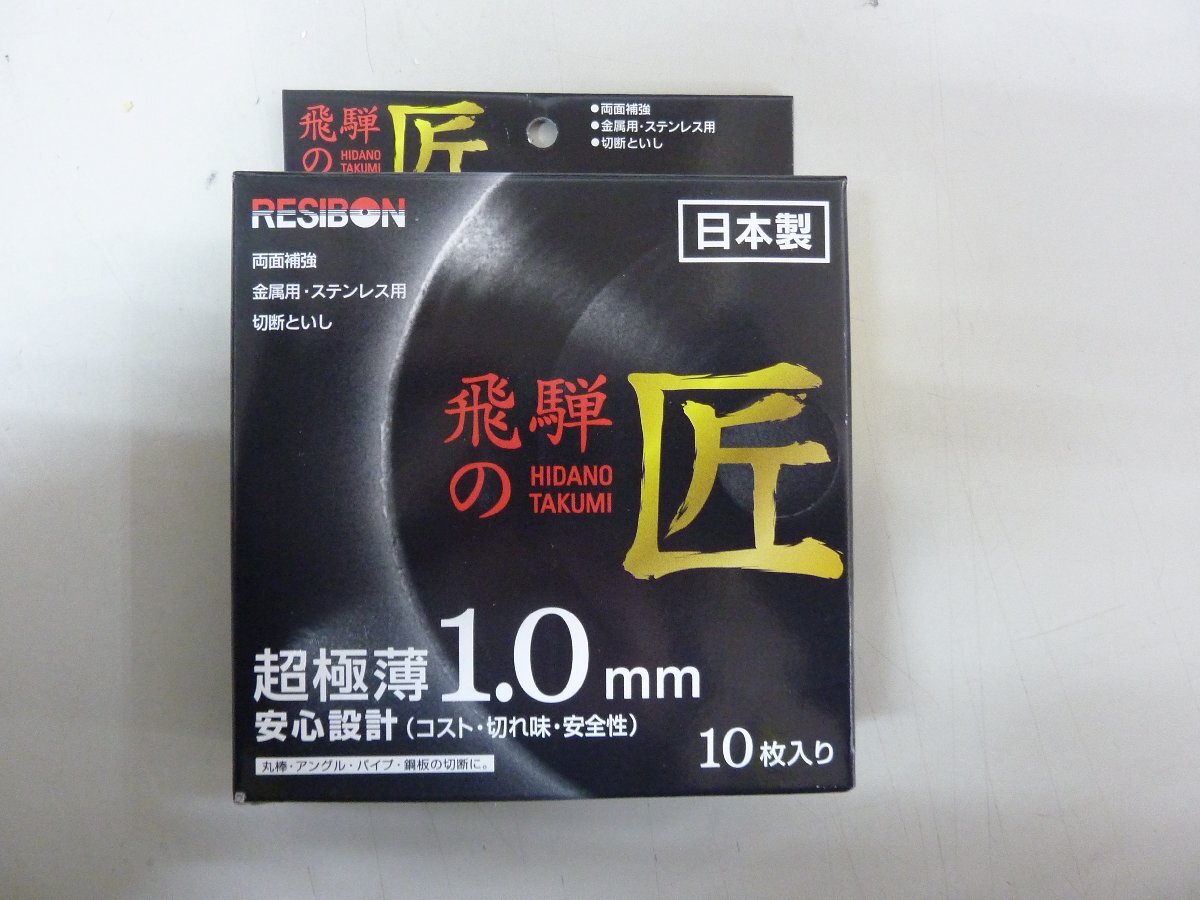 飛騨の
HIDANO
TAKUMI
匠
●両面補強
●金属用・ステンレス用
●切断といし
RESIBON
日本製
両面補強
金属用・ステンレス用
切断といし
飛騨の
HIDANO
TAKUMI
匠
超極薄1.0mm
安心設計(コスト・切れ味・安全性)
10枚入り
丸棒・アングル・パイプ・鋼板の切断に。